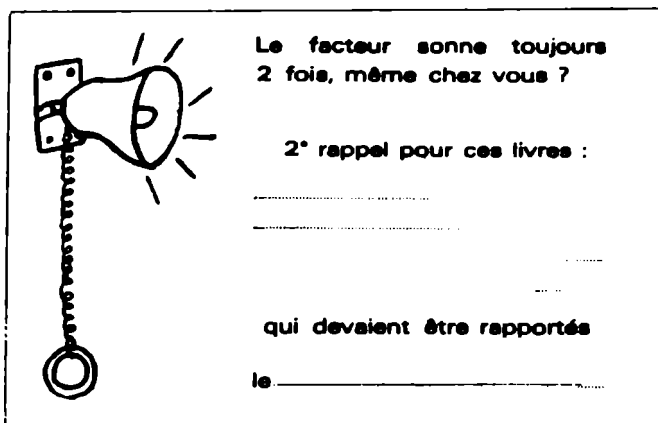 Le facteur sonne toujours
2 fois, même chez vous ?
2° rappel pour ces livres :
qui devaient être rapportés
le